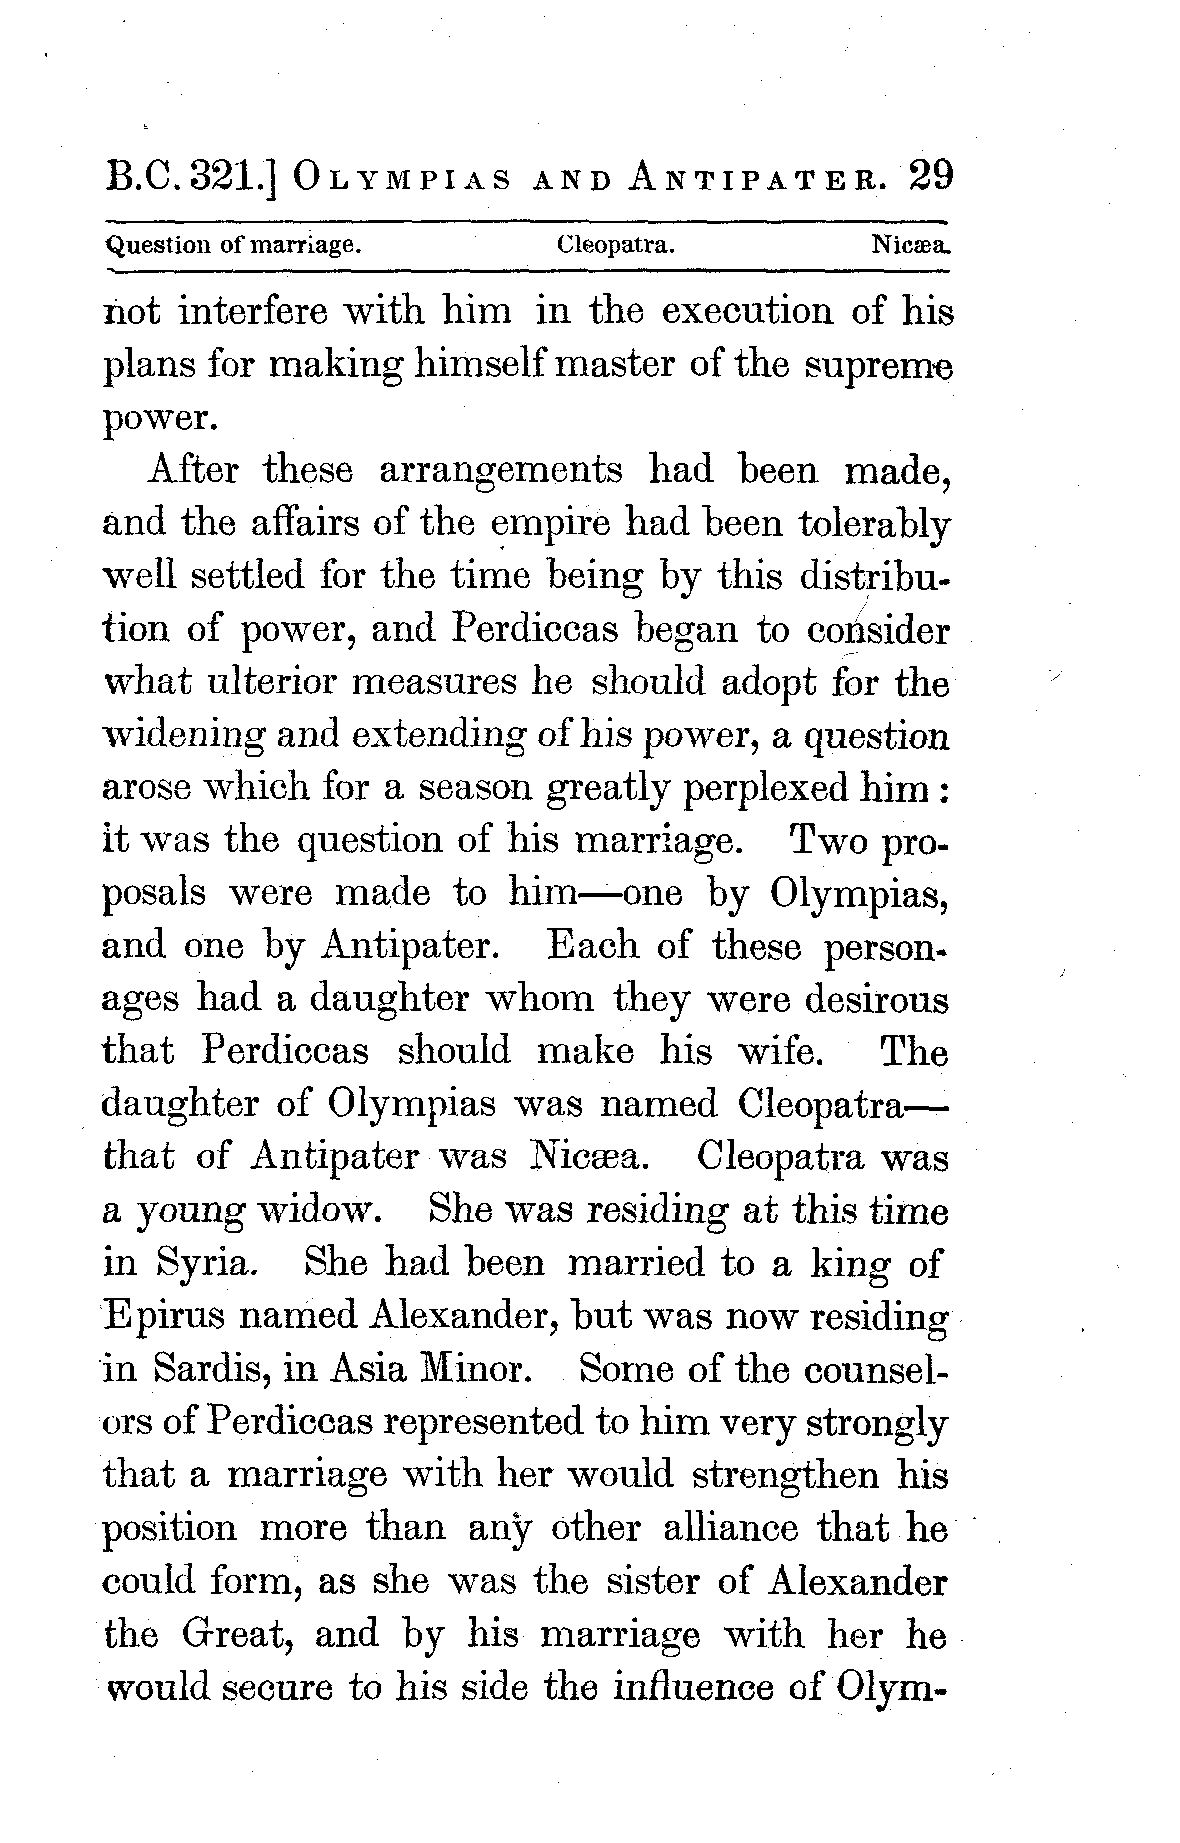 B.C. 321.] OLYMPIAS AND ANTIPATER. 29
Question of marriage. Cleopatra. Nicæa.
not interfere with him in the execution of his
plans for making himself master of the supreme
power.
After these arrangements had been made,
and the affairs of the empire had been tolerably
well settled for the time being by this distribu-
tion of power, and Perdiccas began to consider
what ulterior measures he should adopt for the
widening and extending of his power, a question
arose which for a season greatly perplexed him :
it was the question of his marriage. Two pro-
posals were made to him—one by Olympias,
and one by Antipater. Each of these person-
ages had a daughter whom they were desirous
that Perdiccas should make his wife. The
daughter of Olympias was named Cleopatra—
that of Antipater was Nicæa. Cleopatra was
a young widow. She was residing at this time
in Syria. She had been married to a king of
Epirus named Alexander, but was now residing
in Sardis, in Asia Minor. Some of the counsel-
ors of Perdiccas represented to him very strongly
that a marriage with her would strengthen his
position more than any other alliance that he
could form, as she was the sister of Alexander
the Great, and by his marriage with her he
would secure to his side the influence of Olym-